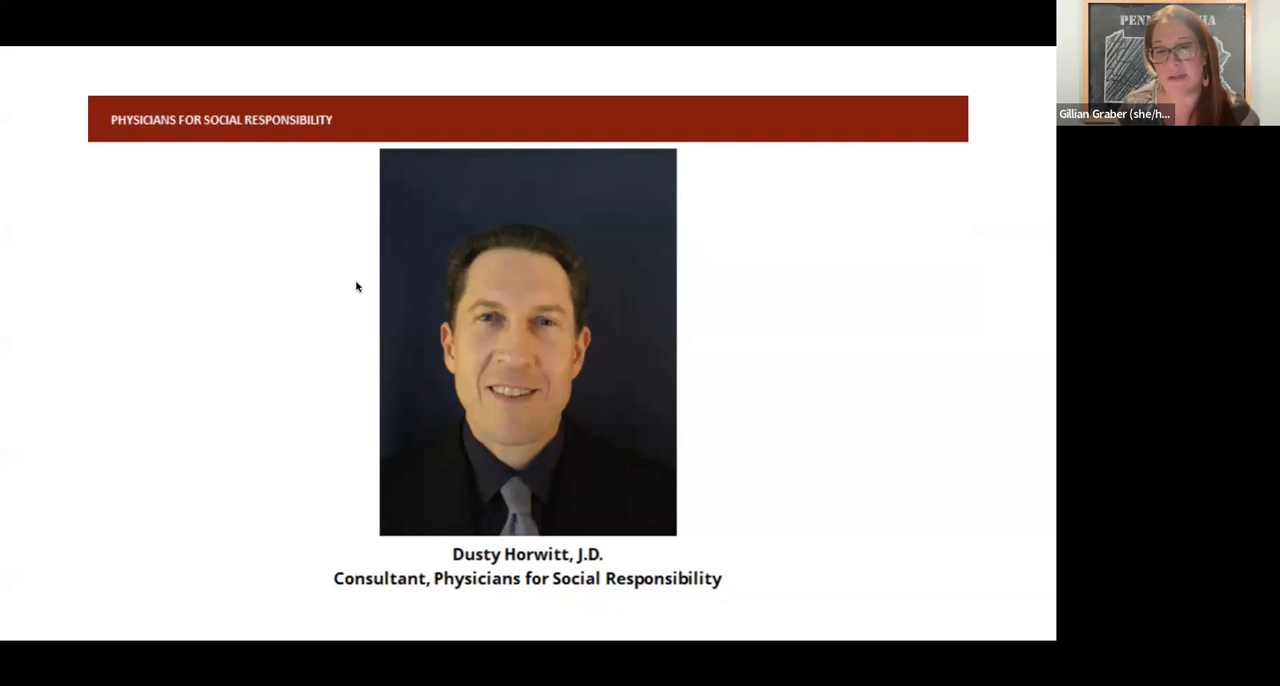 PHYSICIANS FOR SOCIAL RESPONSIBILITY
Dusty Horwitt, J.D.
Consultant, Physicians for Social Responsibility
Gillian Graber (she/h...